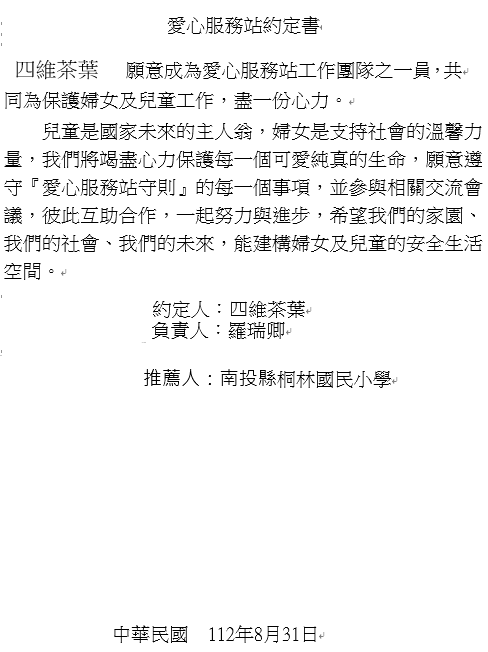 愛心服務站約定書
四維茶葉　願意成為愛心服務站工作團隊之一員，共
同為保護婦女及兒童工作，盡一份心力。
兒童是國家未來的主人翁，婦女是支持社會的溫馨力
量，我們將竭盡心力保護每一個可愛純真的生命，願意遵
守『愛心服務站守則』的每一個事項，並參與相關交流會
議，彼此互助合作，一起努力與進步，希望我們的家園、
我們的社會、我們的未來，能建構婦女及兒童的安全生活
空間。
約定人：四維茶葉
負責人：羅瑞卿
推薦人：南投縣桐林國民小學
中華民國　112年8月31日